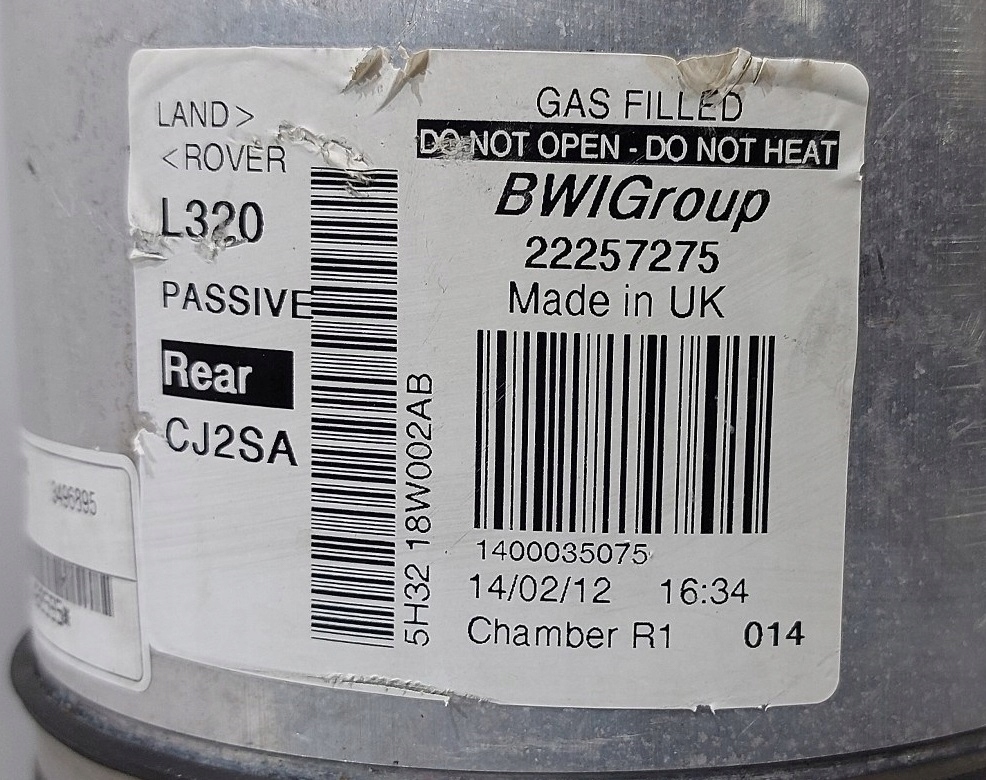 LAND>
<ROVER
L320
PASSIVE
Rear
CJ2SA
5H32 18W002AB
GAS FILLED
DO NOT OPEN - DO NOT HEAT
BWIGroup
22257275
Made in UK
1400035075
14/02/12 16:34
Chamber R1 014